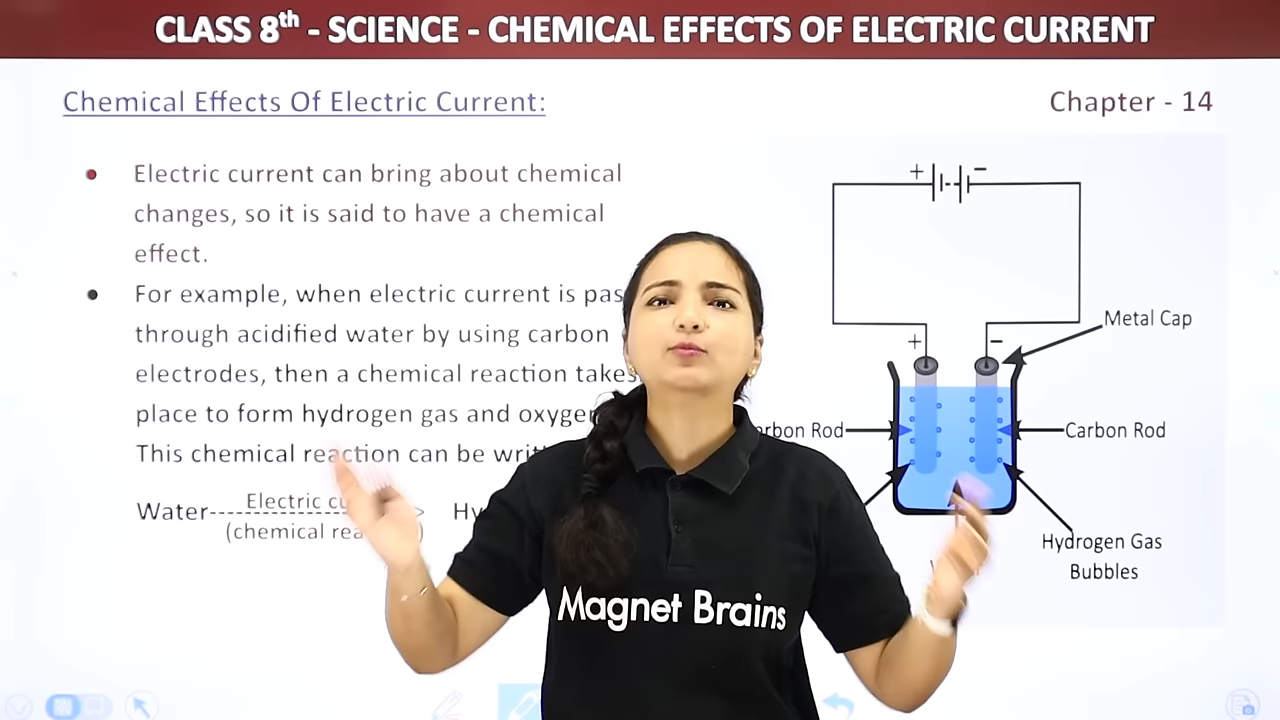 CLASS 8th - SCIENCE - CHEMICAL EFFECTS OF ELECTRIC CURRENT
Chemical Effects Of Electric Current:
Chapter - 14
Electric current can bring about chemical
changes, so it is said to have a chemical
effect.
For example, when electric current is pas
through acidified water by using carbon
electrodes, then a chemical reaction takes
place to form hydrogen gas and oxygen
This chemical reaction can be writ
Water Electric cu
(chemical rea ) Hy
+ −
+ −
Metal Cap
arbon Rod
Carbon Rod
Hydrogen Gas
Bubbles
Magnet Brains